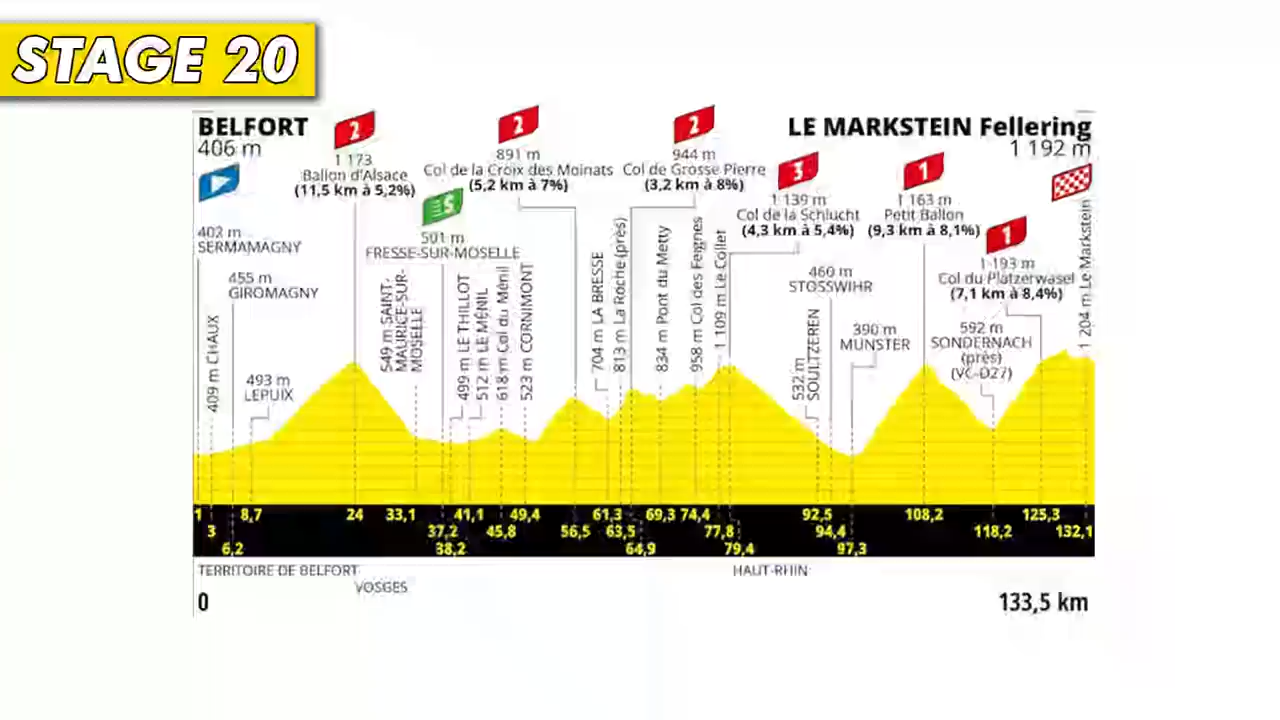 STAGE 20
BELFORT
406 m
LE MARKSTEIN Fellering
1 192 m
2
1 173
Ballon d'Alsace
(11,5 km à 5,2%)
2
891 m
Col de la Croix des Moinats
(5,2 km à 7%)
2
944 m
Col de Grosse Pierre
(3,2 km à 8%)
3
1 139 m
Col de la Schlucht
(4,3 km à 5,4%)
1
1 163 m
Petit Ballon
(9,3 km à 8,1%)
1
1 193 m
Col du Platzerwasel
(7,1 km à 8,4%)
S
501 m
FRESSE-SUR-MOSELLE
402 m
SERMAMAGNY
409 m CHAUX
455 m
GIROMAGNY
493 m
LEPUIX
549 m SAINT-
MAURICE-SUR-
MOSELLE
499 m LE THILLOT
512 m LE MÉNIL
618 m Col du Ménil
523 m CORNIMONT
704 m LA BRESSE
813 m La Roche (près)
834 m Pont du Metty
958 m Col des Feignes
1 109 m Le Collet
532 m
SOULTZEREN
460 m
STOSSWIHR
390 m
MUNSTER
592 m
SONDERNACH
(près)
(VC-D27)
1 204 m Le Markstein
1
3
6,2
8,7
24
33,1
37,2
38,2
41,1
45,8
49,4
56,5
61,3
63,5
64,9
69,3
74,4
77,8
79,4
92,5
94,4
97,3
108,2
118,2
125,3
132,1
TERRITOIRE DE BELFORT
VOSGES
HAUT-RHIN
0
133,5 km